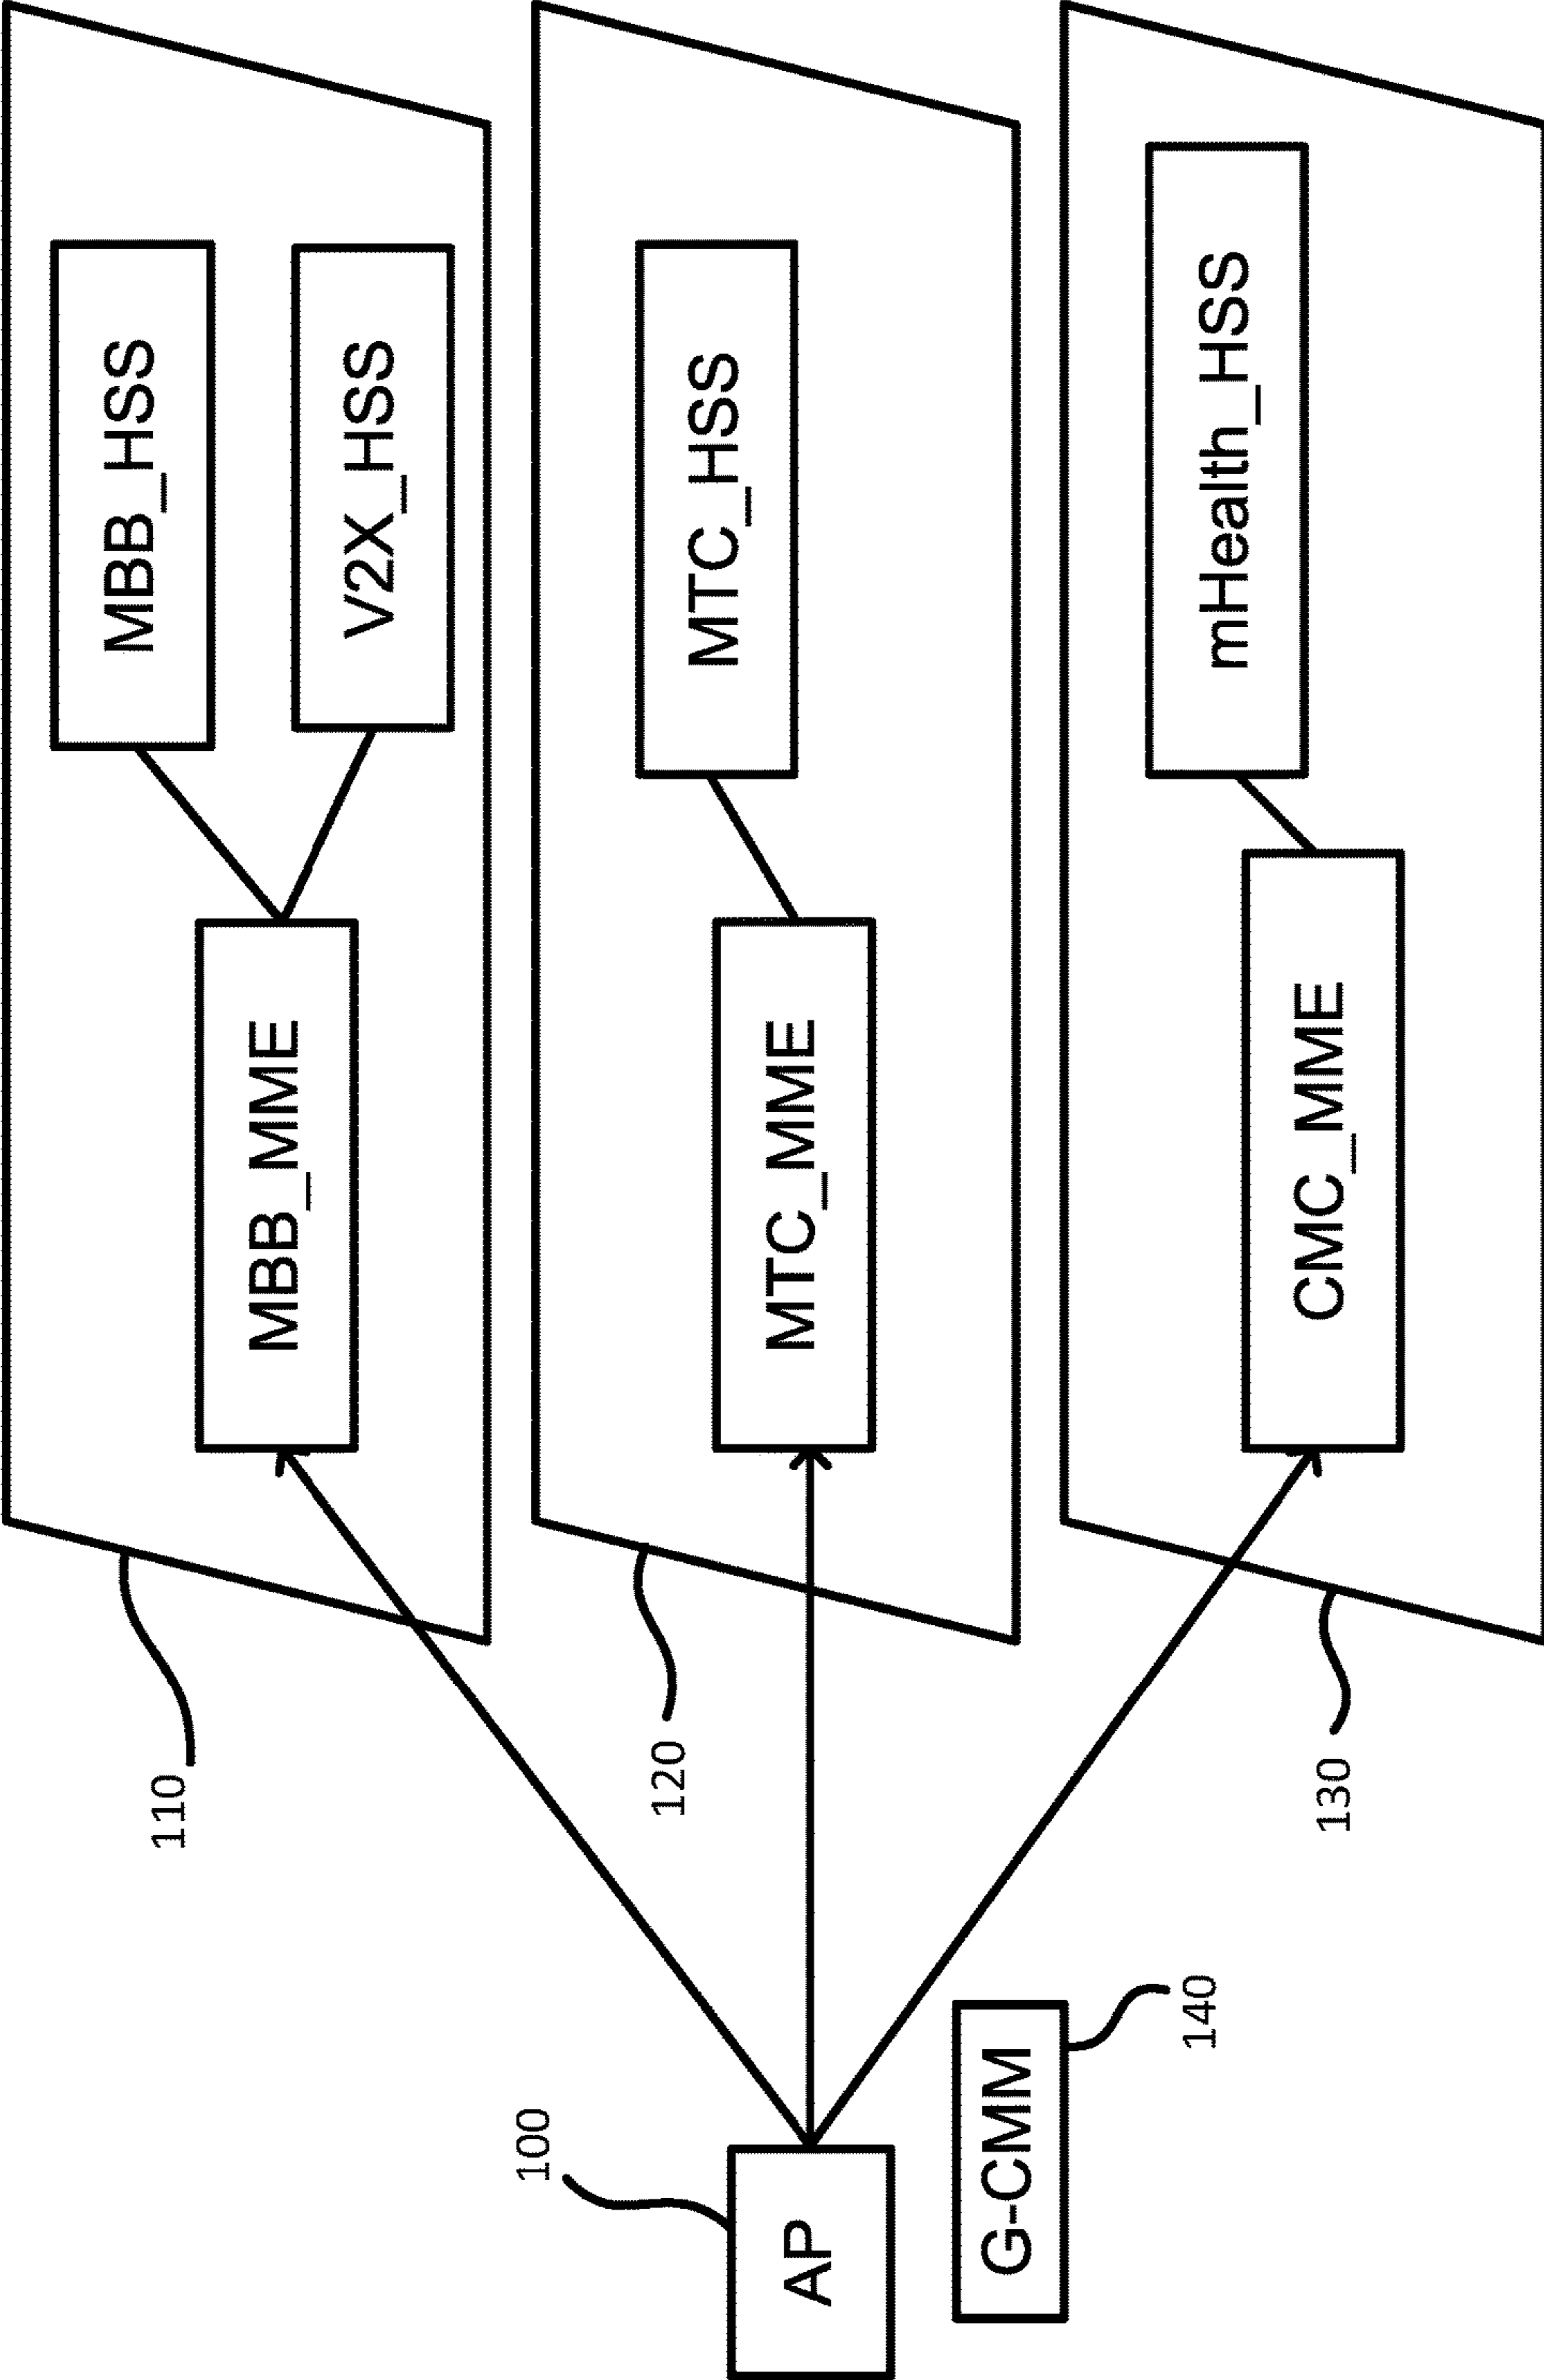 MBB_HSS
V2X_HSS
MBB_MME
110
MTC_HSS
MTC_MME
120
mHealth_HSS
CMC_MME
130
100
AP
G-CMM
140